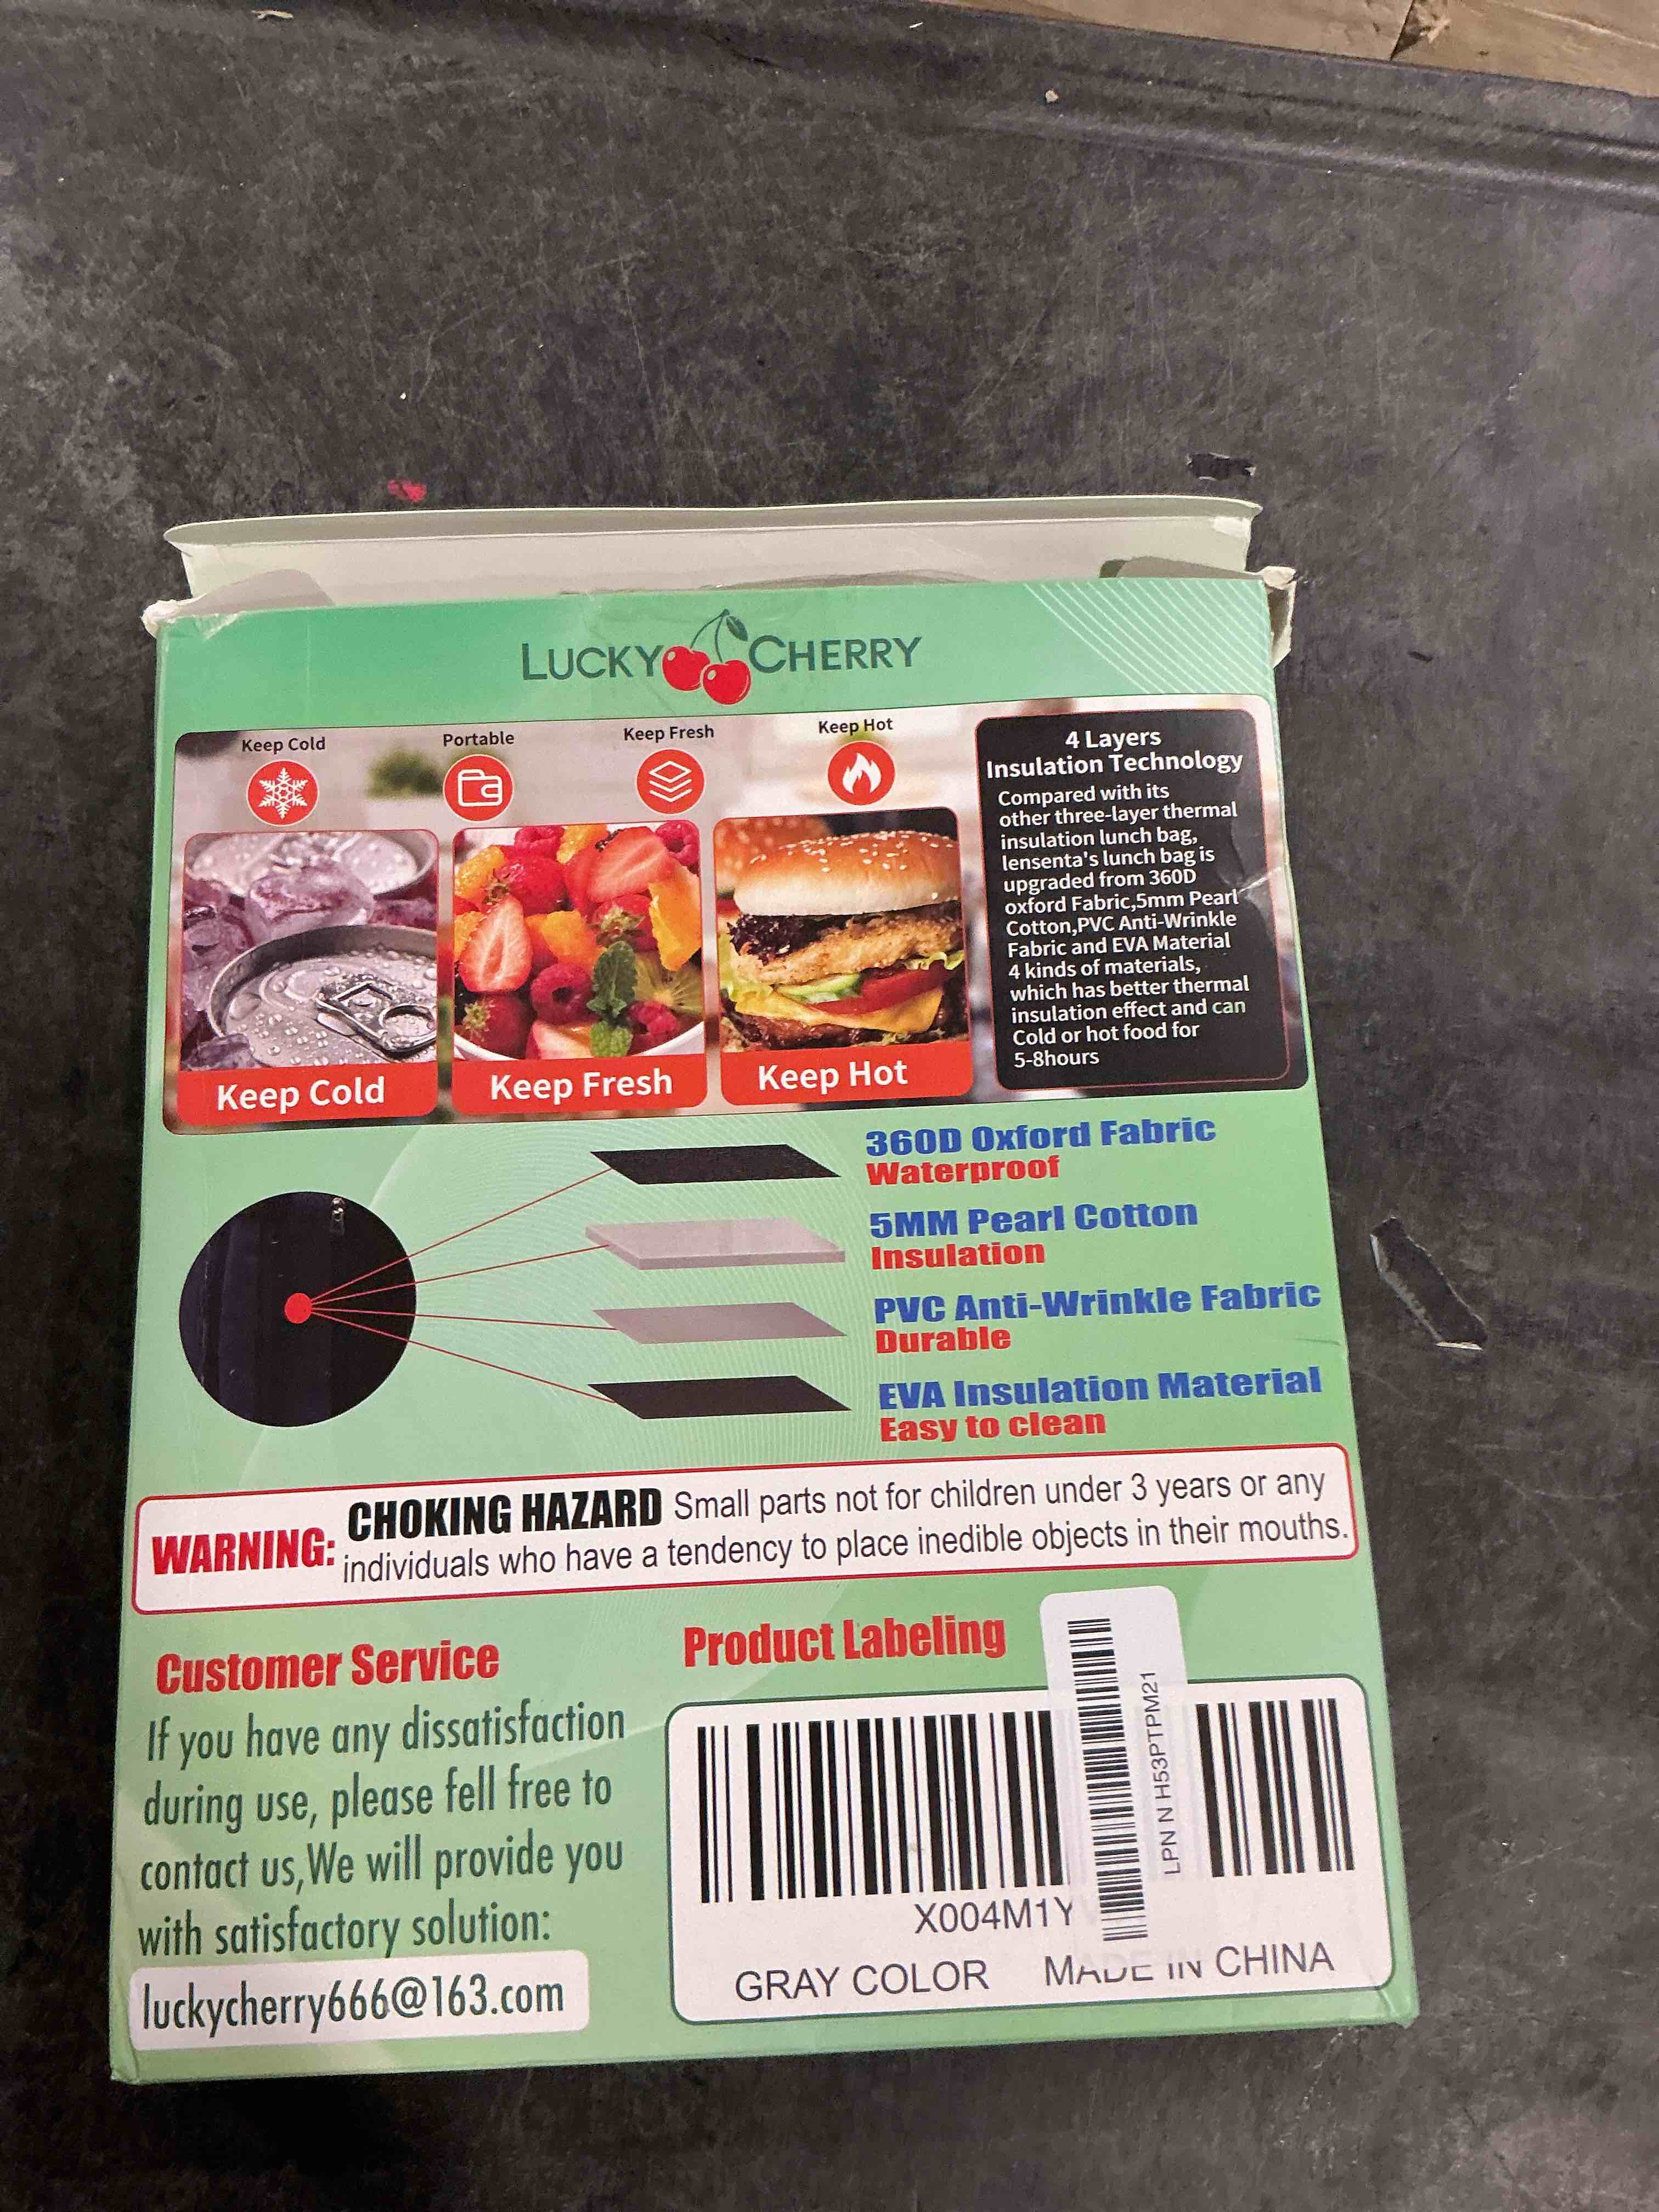 LUCKY CHERRY
Keep Cold
Portable
Keep Fresh
Keep Hot
Keep Cold
Keep Fresh
Keep Hot
4 Layers
Insulation Technology
Compared with its
other three-layer thermal
insulation lunch bag,
lensenta's lunch bag is
upgraded from 360D
oxford Fabric,5mm Pearl
Cotton,PVC Anti-Wrinkle
Fabric and EVA Material
4 kinds of materials,
which has better thermal
insulation effect and can
Cold or hot food for
5-8hours
360D Oxford Fabric
Waterproof
5MM Pearl Cotton
Insulation
PVC Anti-Wrinkle Fabric
Durable
EVA Insulation Material
Easy to clean
WARNING:
CHOKING HAZARD Small parts not for children under 3 years or any
individuals who have a tendency to place inedible objects in their mouths.
Customer Service
If you have any dissatisfaction
during use, please fell free to
contact us,We will provide you
with satisfactory solution:
luckycherry666@163.com
Product Labeling
LPN N H53PTPM21
X004M1Y
GRAY COLOR MADE IN CHINA